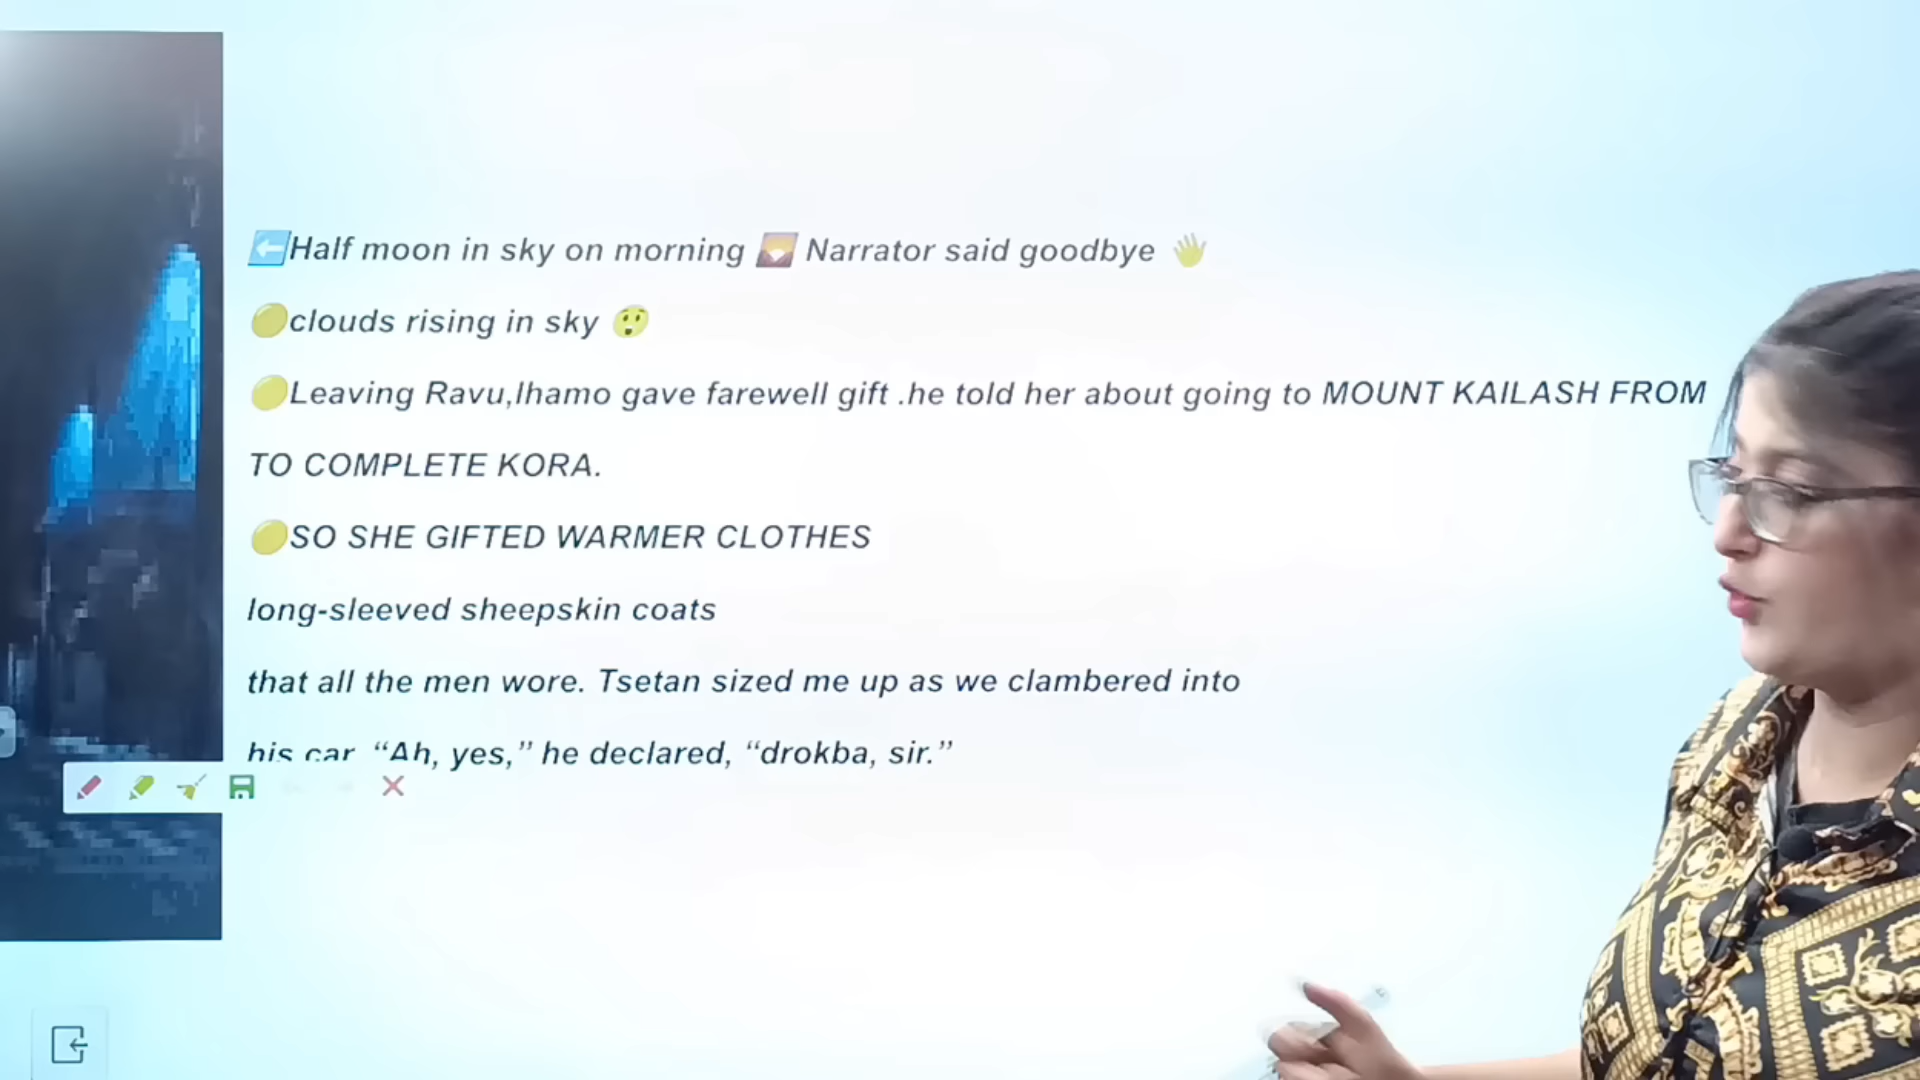 ⬅️Half moon in sky on morning 🌄 Narrator said goodbye 👋
🟡clouds rising in sky 😲
🟡Leaving Ravu,lhamo gave farewell gift .he told her about going to MOUNT KAILASH FROM
TO COMPLETE KORA.
🟡SO SHE GIFTED WARMER CLOTHES
long-sleeved sheepskin coats
that all the men wore. Tsetan sized me up as we clambered into
his car “Ah, yes,” he declared, “drokba, sir.”